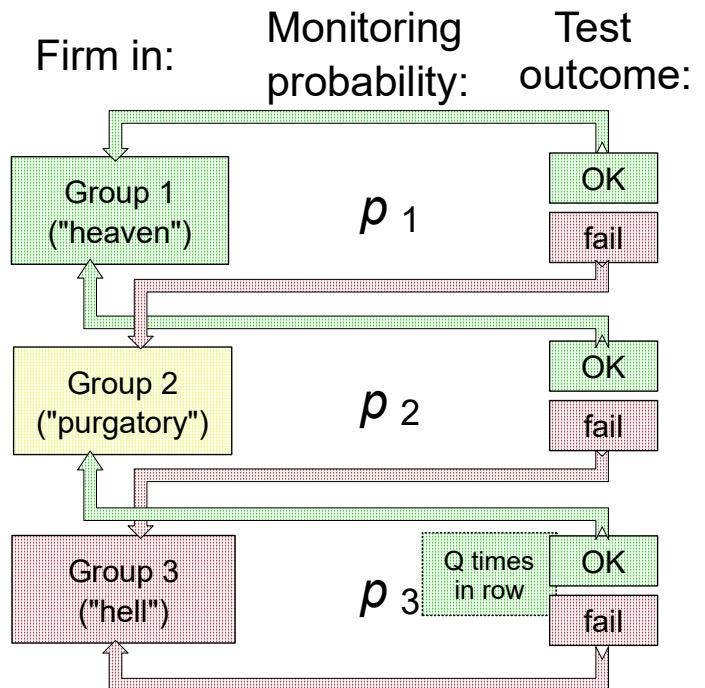 Firm in:
Monitoring
probability:
Test
outcome:
Group 1
("heaven")
p 1
OK
fail
Group 2
("purgatory")
p 2
OK
fail
Group 3
("hell")
p 3
Q times
in row
OK
fail